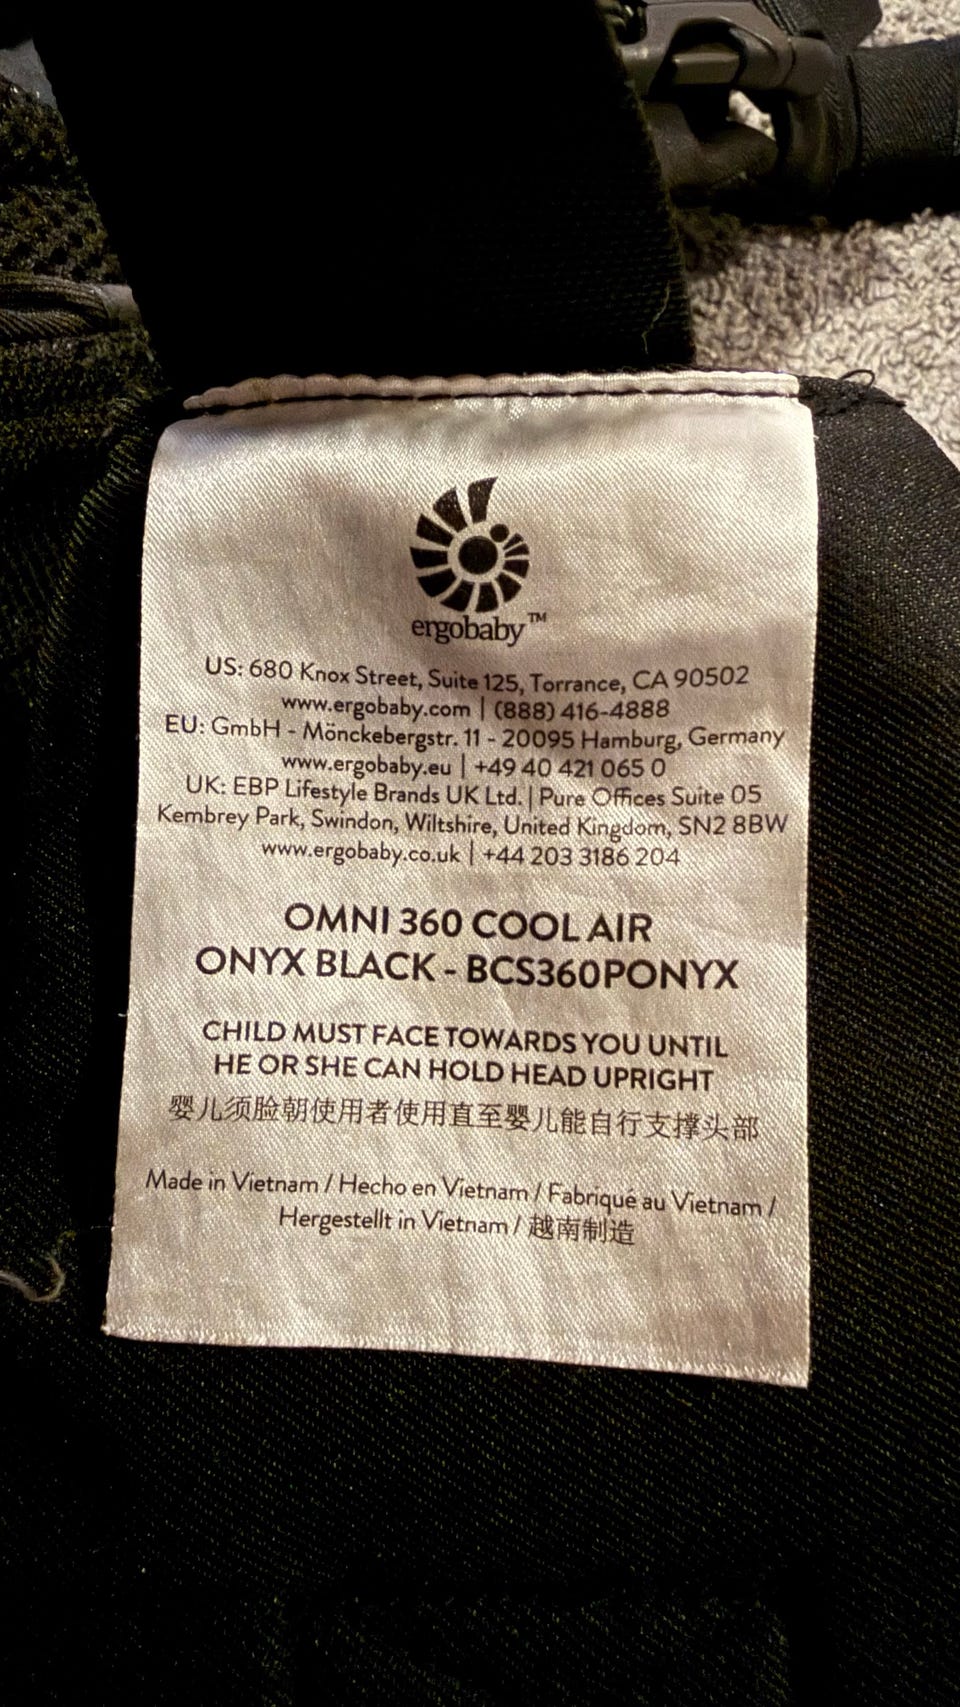 ergobaby™
US: 680 Knox Street, Suite 125, Torrance, CA 90502
www.ergobaby.com | (888) 416-4888
EU: GmbH - Mönckebergstr. 11 - 20095 Hamburg, Germany
www.ergobaby.eu | +49 40 421 065 0
UK: EBP Lifestyle Brands UK Ltd. | Pure Offices Suite 05
Kembrey Park, Swindon, Wiltshire, United Kingdom, SN2 8BW
www.ergobaby.co.uk | +44 203 3186 204
OMNI 360 COOL AIR
ONYX BLACK - BCS360PONYX
CHILD MUST FACE TOWARDS YOU UNTIL
HE OR SHE CAN HOLD HEAD UPRIGHT
婴儿须脸朝使用者使用直至婴儿能自行支撑头部
Made in Vietnam / Hecho en Vietnam / Fabriqué au Vietnam /
Hergestellt in Vietnam / 越南制造